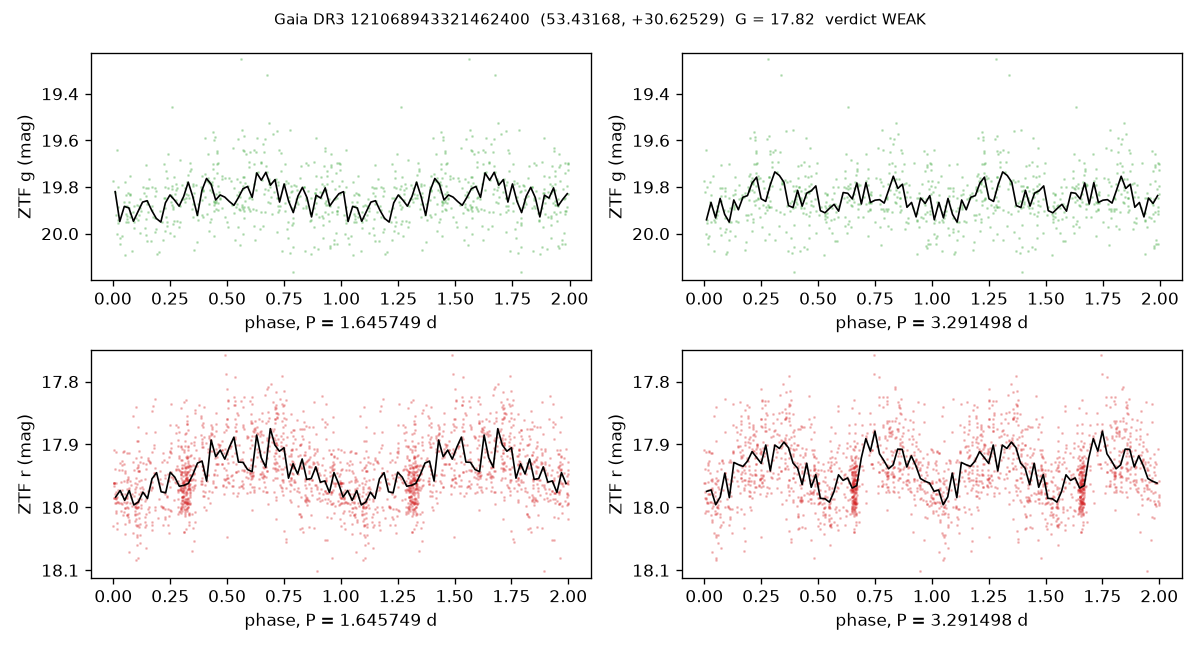 Gaia DR3 121068943321462400  (53.43168, +30.62529)  G = 17.82  verdict WEAK
ZTF g (mag)
19.4
19.6
19.8
20.0
0.00 0.25 0.50 0.75 1.00 1.25 1.50 1.75 2.00
phase, P = 1.645749 d
ZTF g (mag)
19.4
19.6
19.8
20.0
0.00 0.25 0.50 0.75 1.00 1.25 1.50 1.75 2.00
phase, P = 3.291498 d
ZTF r (mag)
17.8
17.9
18.0
18.1
0.00 0.25 0.50 0.75 1.00 1.25 1.50 1.75 2.00
phase, P = 1.645749 d
ZTF r (mag)
17.8
17.9
18.0
18.1
0.00 0.25 0.50 0.75 1.00 1.25 1.50 1.75 2.00
phase, P = 3.291498 d